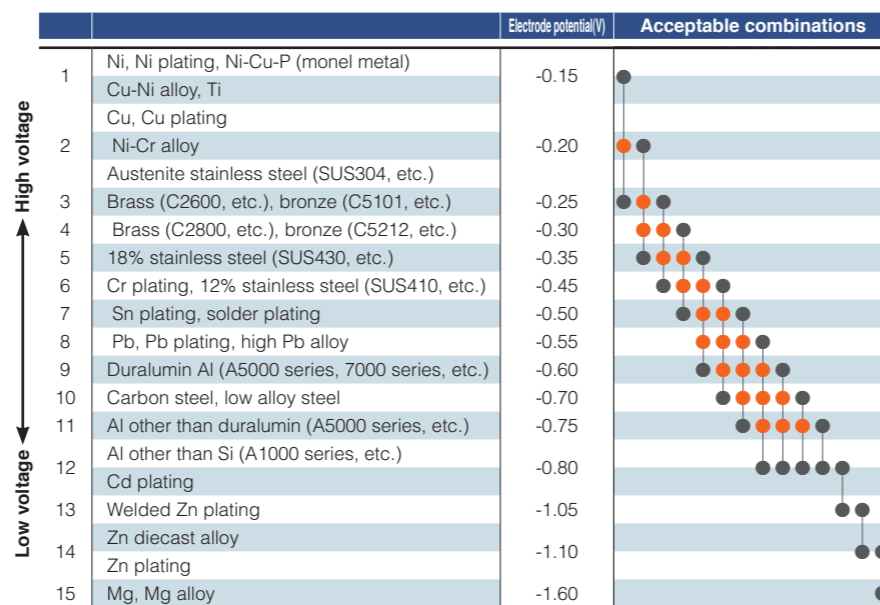 Electrode potential(V) Acceptable combinations
High voltage
Low voltage
1 Ni, Ni plating, Ni-Cu-P (monel metal) -0.15
Cu-Ni alloy, Ti
Cu, Cu plating
2 Ni-Cr alloy -0.20
Austenite stainless steel (SUS304, etc.)
3 Brass (C2600, etc.), bronze (C5101, etc.) -0.25
4 Brass (C2800, etc.), bronze (C5212, etc.) -0.30
5 18% stainless steel (SUS430, etc.) -0.35
6 Cr plating, 12% stainless steel (SUS410, etc.) -0.45
7 Sn plating, solder plating -0.50
8 Pb, Pb plating, high Pb alloy -0.55
9 Duralumin Al (A5000 series, 7000 series, etc.) -0.60
10 Carbon steel, low alloy steel -0.70
11 Al other than duralumin (A5000 series, etc.) -0.75
12 Al other than Si (A1000 series, etc.) -0.80
Cd plating
13 Welded Zn plating -1.05
14 Zn diecast alloy -1.10
Zn plating
15 Mg, Mg alloy -1.60